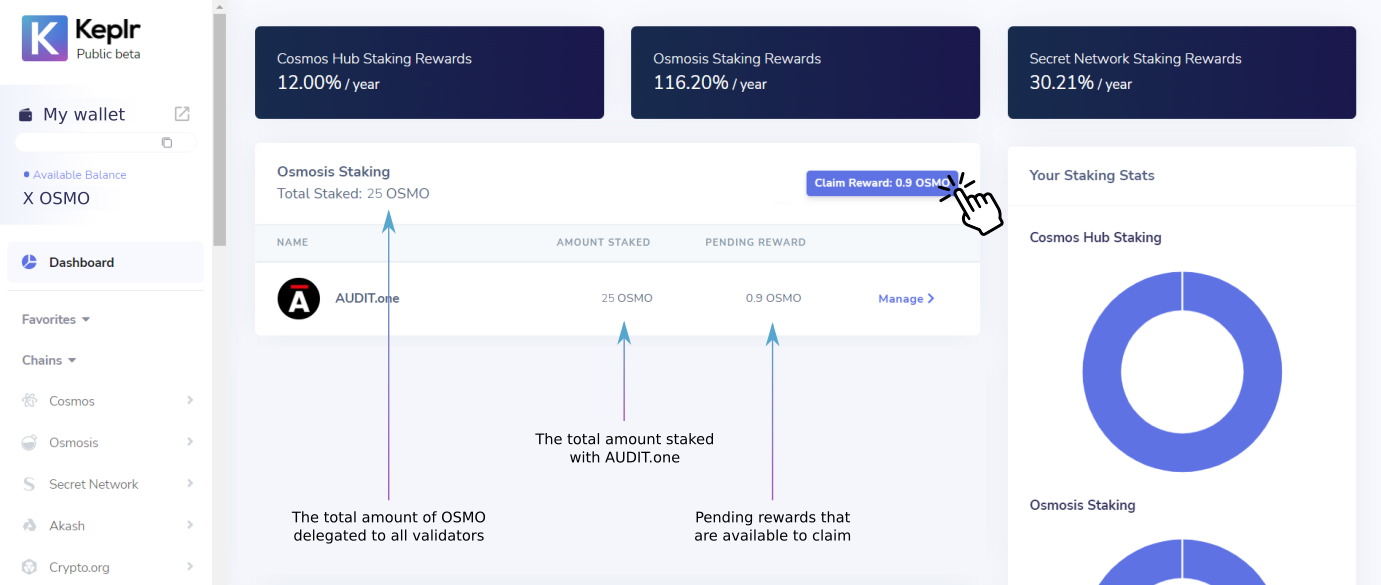 Keplr
Public beta
My wallet
Available Balance
X OSMO
Dashboard
Favorites
Chains
Cosmos
Osmosis
Secret Network
Akash
Crypto.org
Cosmos Hub Staking Rewards
12.00% / year
Osmosis Staking Rewards
116.20% / year
Secret Network Staking Rewards
30.21% / year
Osmosis Staking
Total Staked: 25 OSMO
Claim Reward: 0.9 OSMO
NAME AMOUNT STAKED PENDING REWARD
AUDIT.one 25 OSMO 0.9 OSMO Manage
The total amount staked
with AUDIT.one
The total amount of OSMO
delegated to all validators
Pending rewards that
are available to claim
Your Staking Stats
Cosmos Hub Staking
Osmosis Staking